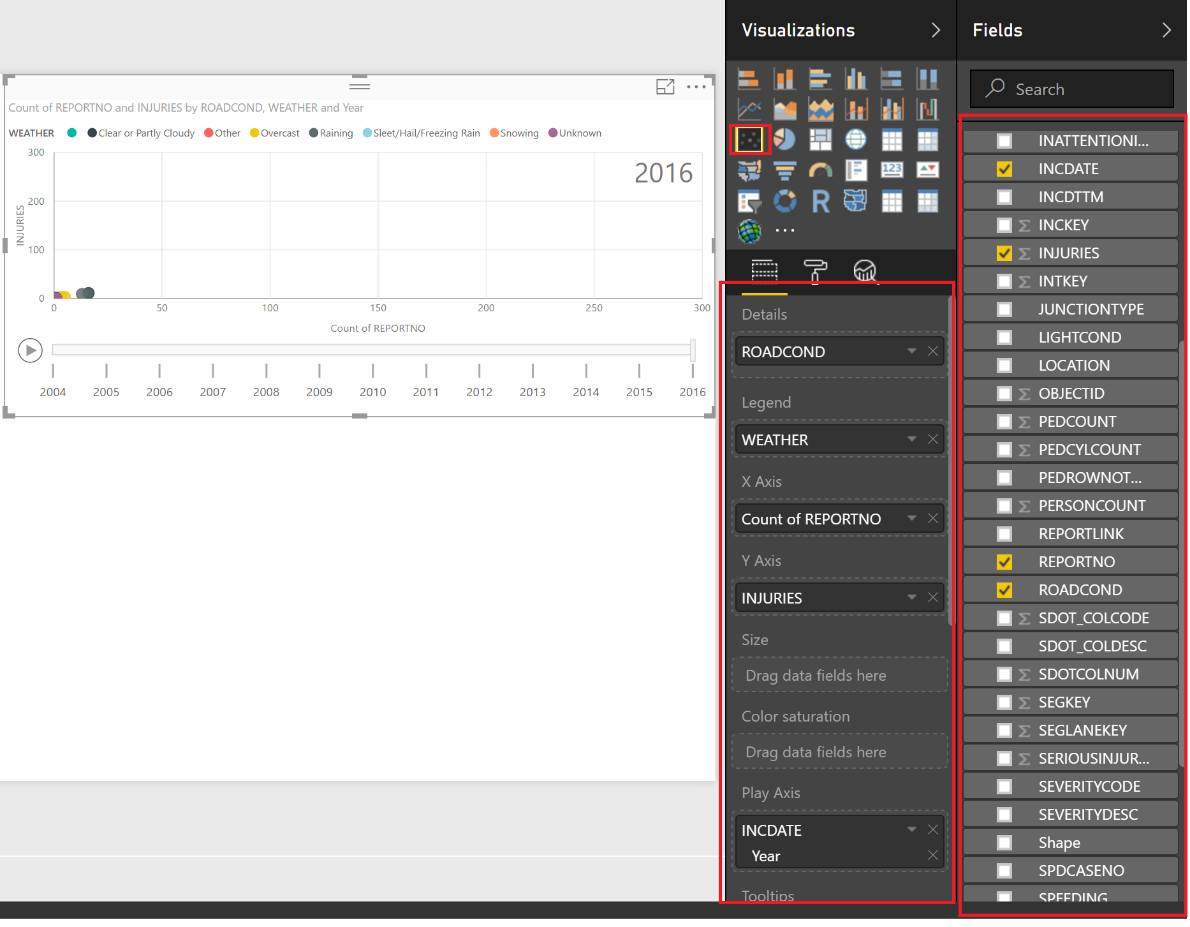 Visualizations
Fields
Search
Count of REPORTNO and INJURIES by ROADCOND, WEATHER and Year
WEATHER Clear or Partly Cloudy Other Overcast Raining Sleet/Hail/Freezing Rain Snowing Unknown
300
200
100
0
INJURIES
2016
0 50 100 150 200 250 300
Count of REPORTNO
2004 2005 2006 2007 2008 2009 2010 2011 2012 2013 2014 2015 2016
123
R
Details
ROADCOND
Legend
WEATHER
X Axis
Count of REPORTNO
Y Axis
INJURIES
Size
Drag data fields here
Color saturation
Drag data fields here
Play Axis
INCDATE
Year
Tooltips
INATTENTIONI...
INCDATE
INCDTTM
Σ INCKEY
Σ INJURIES
Σ INTKEY
JUNCTIONTYPE
LIGHTCOND
LOCATION
Σ OBJECTID
Σ PEDCOUNT
Σ PEDCYLCOUNT
PEDROWNOT...
Σ PERSONCOUNT
REPORTLINK
REPORTNO
ROADCOND
Σ SDOT_COLCODE
SDOT_COLDESC
Σ SDOTCOLNUM
Σ SEGKEY
Σ SEGLANEKEY
Σ SERIOUSINJUR...
SEVERITYCODE
SEVERITYDESC
Shape
SPDCASENO
SPEEDING